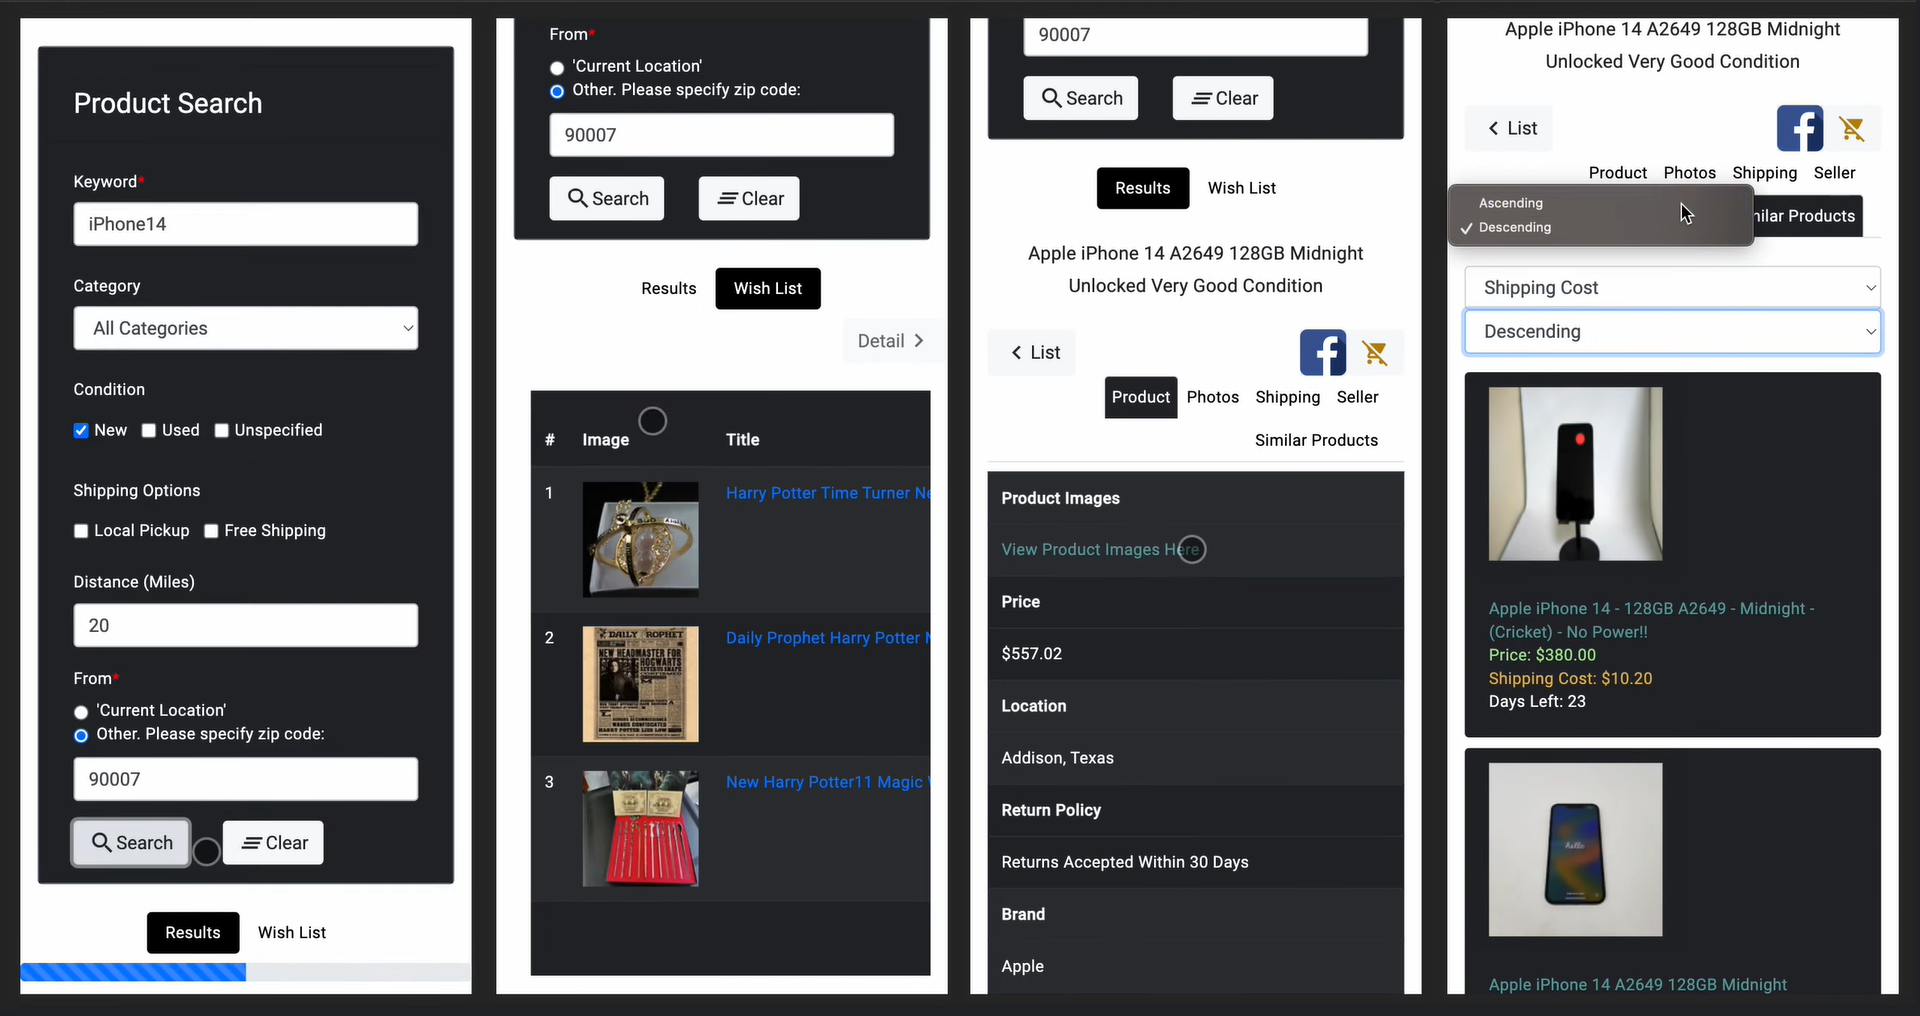 Product Search
Keyword*
iPhone14
Category
All Categories
Condition
New Used Unspecified
Shipping Options
Local Pickup Free Shipping
Distance (Miles)
20
From*
'Current Location'
Other. Please specify zip code:
90007
Search Clear
Results Wish List
From*
'Current Location'
Other. Please specify zip code:
90007
Search Clear
Results Wish List
Detail
# Image Title
1 Harry Potter Time Turner
DAILY PROPHET
NEW HEADMASTER FOR
HOGWARTS
2 Daily Prophet Harry Potter
3 New Harry Potter11 Magic
90007
Search Clear
Results Wish List
Apple iPhone 14 A2649 128GB Midnight
Unlocked Very Good Condition
List
Product Photos Shipping Seller
Similar Products
Product Images
View Product Images Here
Price
$557.02
Location
Addison, Texas
Return Policy
Returns Accepted Within 30 Days
Brand
Apple
Apple iPhone 14 A2649 128GB Midnight
Unlocked Very Good Condition
List
Product Photos Shipping Seller
Ascending
Descending
ilar Products
Shipping Cost
Descending
Apple iPhone 14 - 128GB A2649 - Midnight -
(Cricket) - No Power!!
Price: $380.00
Shipping Cost: $10.20
Days Left: 23
hello
Apple iPhone 14 A2649 128GB Midnight